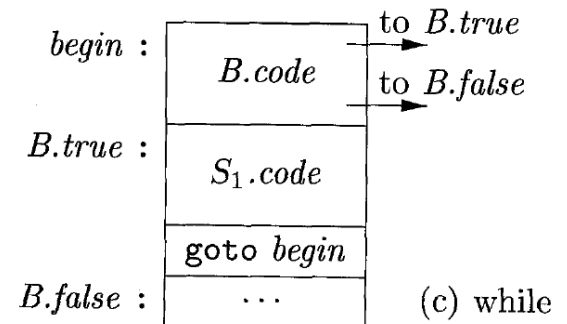 to B.true
begin :
B.code
to B.false
B.true :
S₁.code
goto begin
B.false : ... (c) while